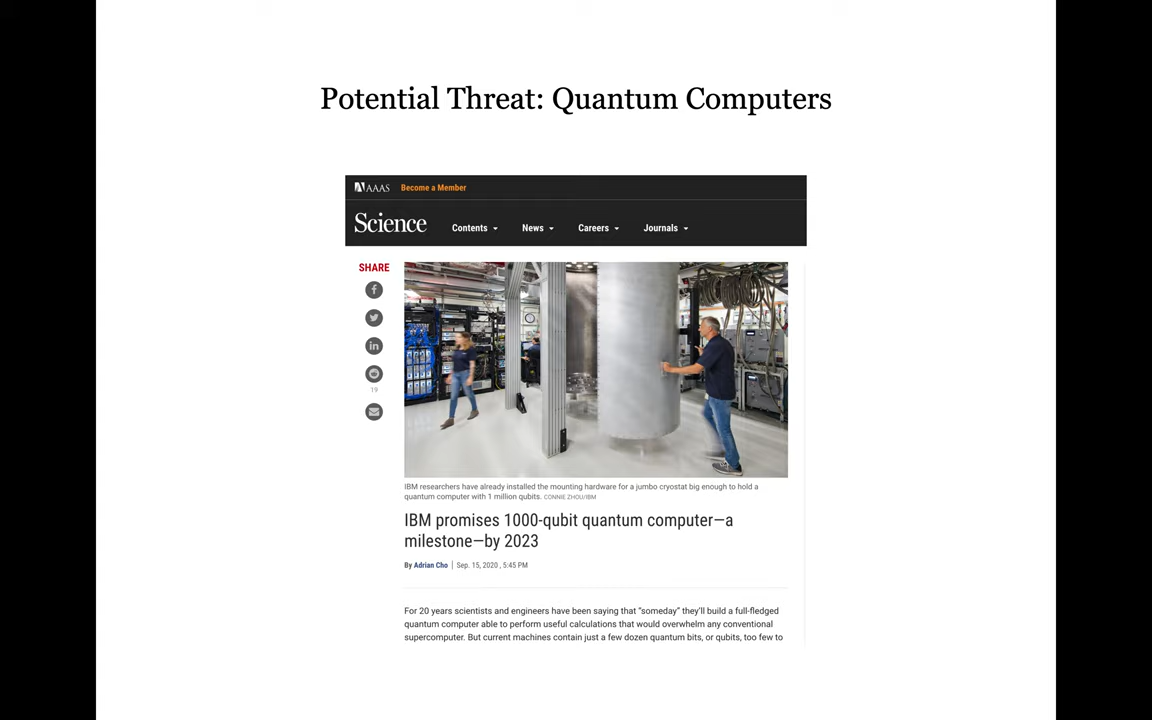 Potential Threat: Quantum Computers
AAAS Become a Member
Science Contents News Careers Journals
SHARE
19
IBM researchers have already installed the mounting hardware for a jumbo cryostat big enough to hold a
quantum computer with 1 million qubits. CONNIE ZHOU/IBM
IBM promises 1000-qubit quantum computer—a
milestone—by 2023
By Adrian Cho | Sep. 15, 2020 , 5:45 PM
For 20 years scientists and engineers have been saying that “someday” they’ll build a full-fledged
quantum computer able to perform useful calculations that would overwhelm any conventional
supercomputer. But current machines contain just a few dozen quantum bits, or qubits, too few to